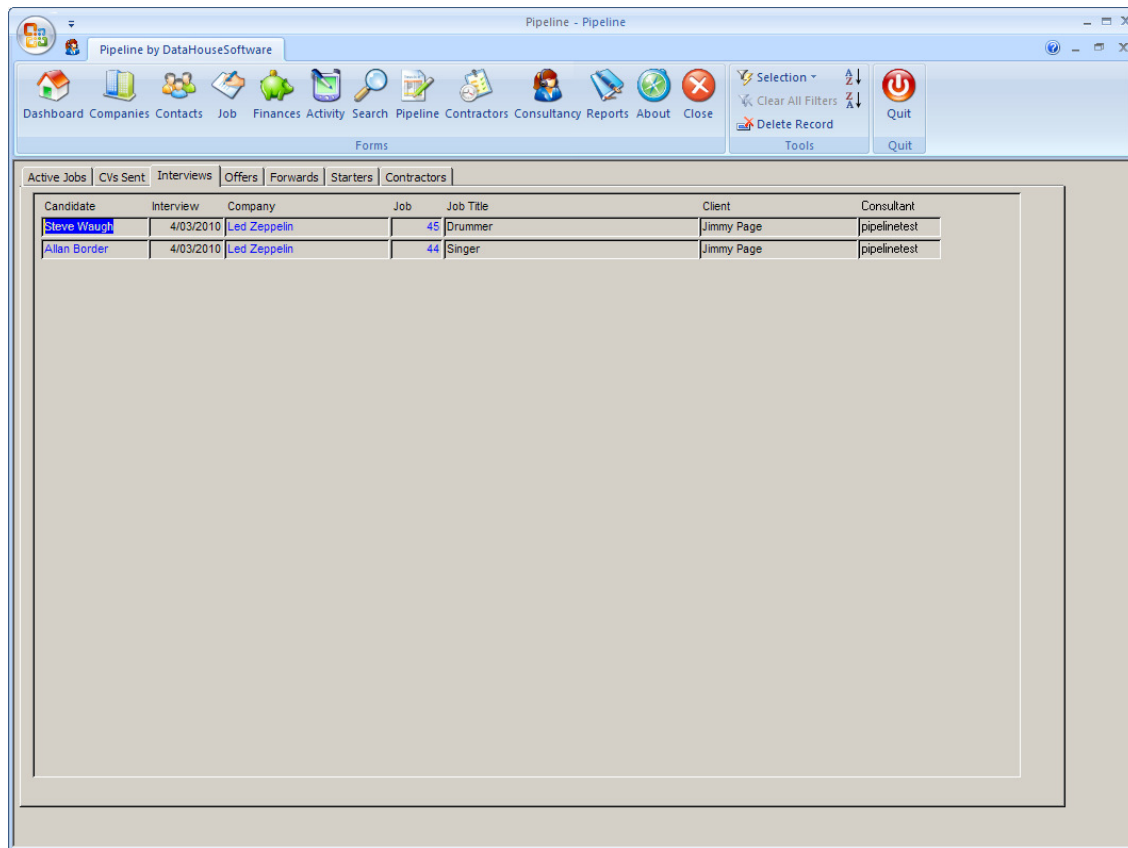 Pipeline - Pipeline
Pipeline by DataHouseSoftware
Dashboard Companies Contacts Job Finances Activity Search Pipeline Contractors Consultancy Reports About Close
Selection
Clear All Filters
Delete Record
Quit
Forms Tools Quit
Active Jobs CVs Sent Interviews Offers Forwards Starters Contractors
Candidate Interview Company Job Job Title Client Consultant
Steve Waugh 4/03/2010 Led Zeppelin 45 Drummer Jimmy Page pipelinetest
Allan Border 4/03/2010 Led Zeppelin 44 Singer Jimmy Page pipelinetest